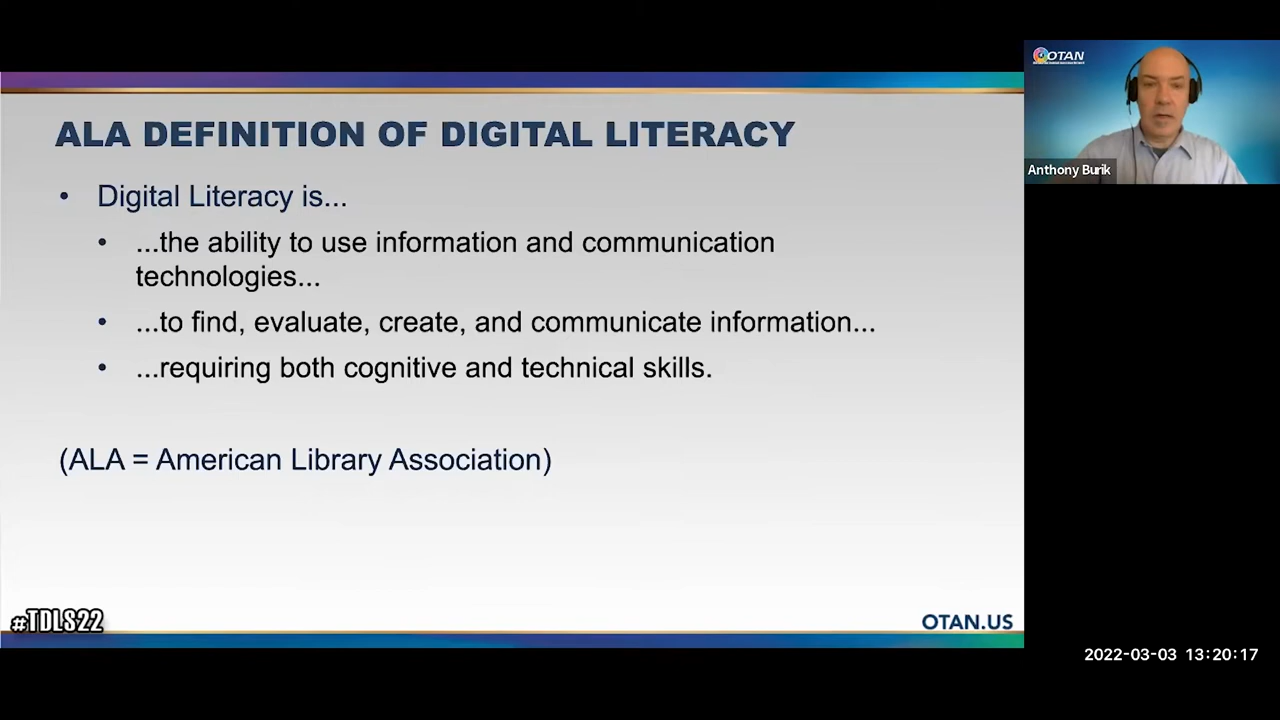 ALA DEFINITION OF DIGITAL LITERACY
• Digital Literacy is...
• ...the ability to use information and communication
technologies...
• ...to find, evaluate, create, and communicate information...
• ...requiring both cognitive and technical skills.
(ALA = American Library Association)
#TDLS22
OTAN.US
OTAN
Anthony Burik
2022-03-03 13:20:17